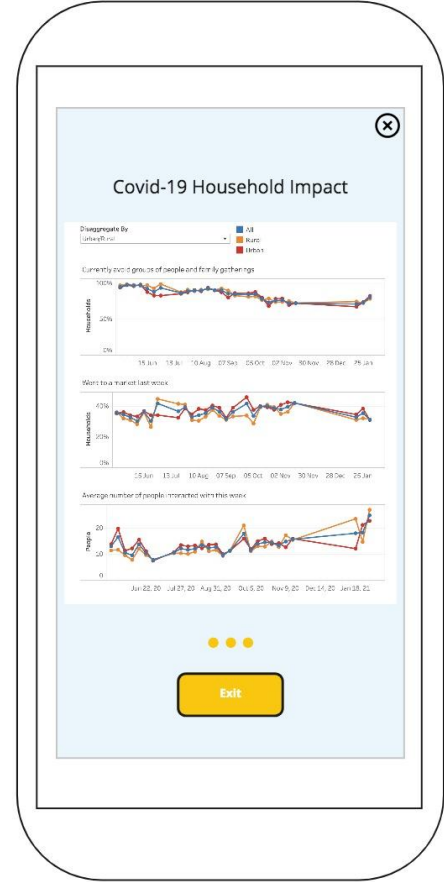 Covid-19 Household Impact
Disaggregate By
Urban/Rural
All
Rural
Urban
Currently avoid groups of people and family gatherings
100%
50%
0%
Households
15 Jun 13 Jul 10 Aug 07 Sep 05 Oct 02 Nov 30 Nov 28 Dec 25 Jan
Went to a market last week
40%
20%
0%
Households
15 Jun 13 Jul 10 Aug 07 Sep 05 Oct 02 Nov 30 Nov 28 Dec 25 Jan
Average number of people interacted with this week
20
10
0
People
Jun 22, 20 Jul 27, 20 Aug 31, 20 Oct 5, 20 Nov 9, 20 Dec 14, 20 Jan 18, 21
Exit